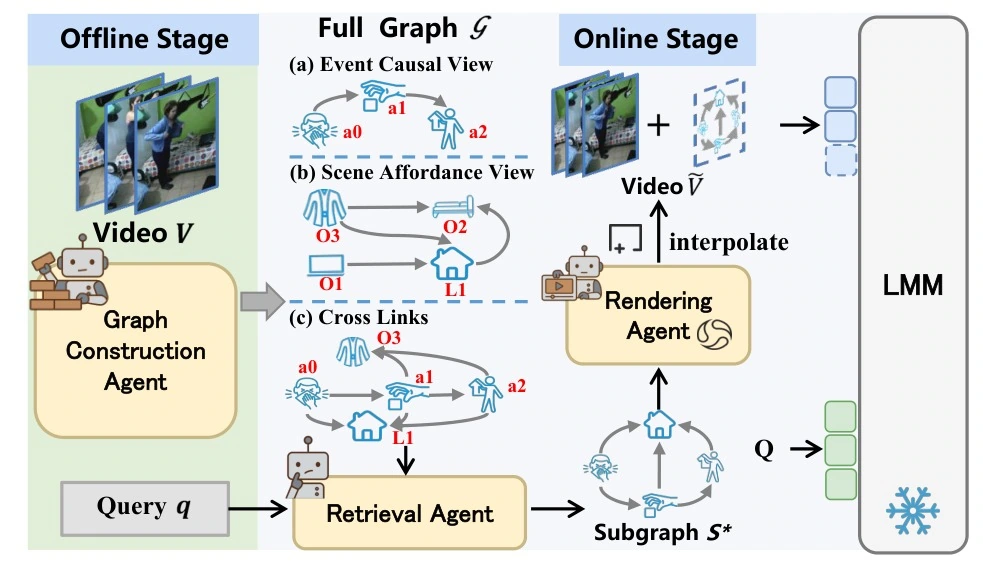 Offline Stage
Video V
Graph
Construction
Agent
Query q
Full Graph 𝒢
(a) Event Causal View
a0
a1
a2
(b) Scene Affordance View
O3
O2
O1
L1
(c) Cross Links
O3
a0
a1
a2
L1
Retrieval Agent
Online Stage
+
Video Ṽ
interpolate
Rendering
Agent
Subgraph S*
Q
LMM